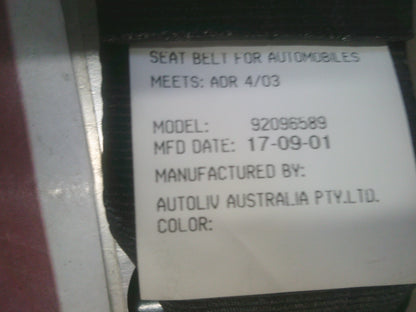 SEAT BELT FOR AUTOMOBILES
MEETS: ADR 4/03
MODEL: 92096589
MFD DATE: 17-09-01
MANUFACTURED BY:
AUTOLIV AUSTRALIA PTY.LTD.
COLOR: